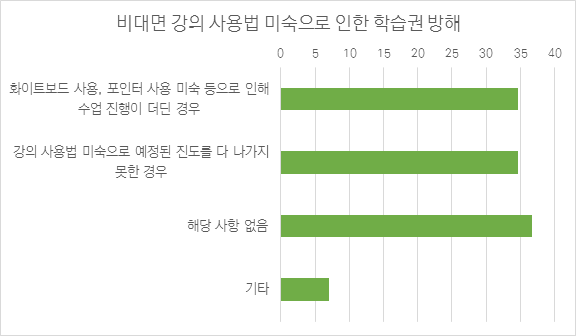 비대면 강의 사용법 미숙으로 인한 학습권 방해
0 5 10 15 20 25 30 35 40
화이트보드 사용, 포인터 사용 미숙 등으로 인해
수업 진행이 더딘 경우
강의 사용법 미숙으로 예정된 진도를 다 나가지
못한 경우
해당 사항 없음
기타